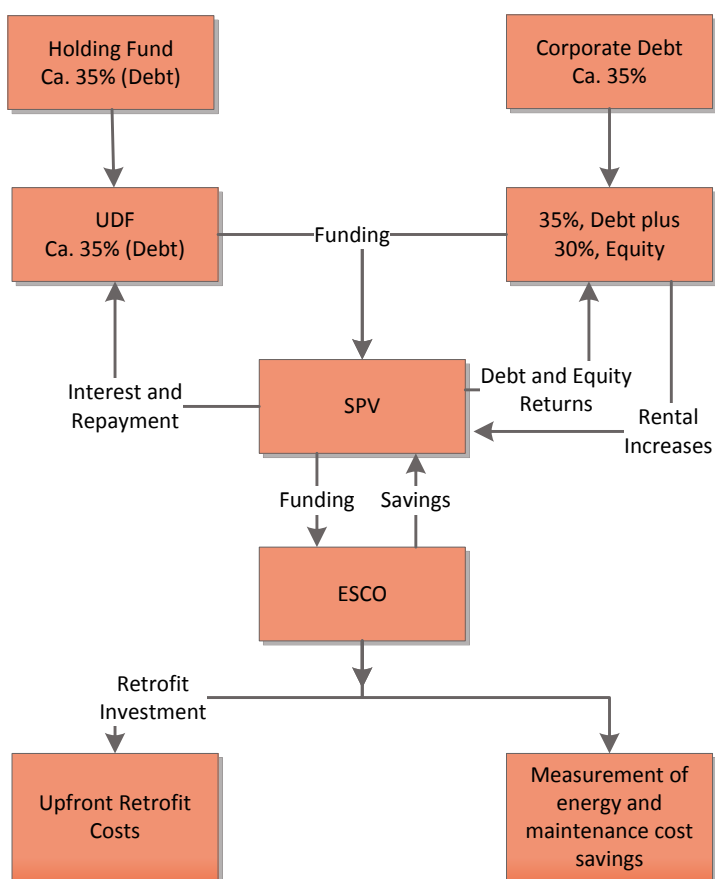 Holding Fund
Ca. 35% (Debt)
Corporate Debt
Ca. 35%
UDF
Ca. 35% (Debt)
Funding
35%, Debt plus
30%, Equity
Interest and
Repayment
SPV
Debt and Equity
Returns
Rental
Increases
Funding
Savings
ESCO
Retrofit
Investment
Upfront Retrofit
Costs
Measurement of
energy and
maintenance cost
savings